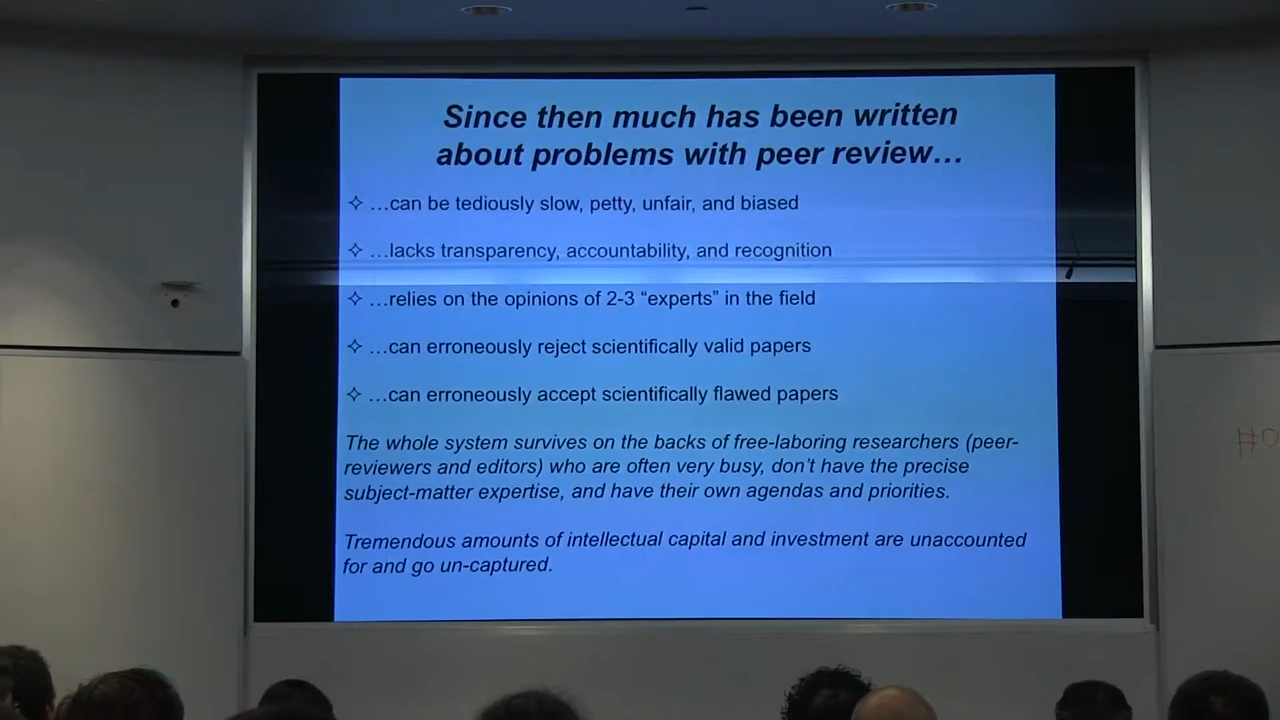 Since then much has been written
about problems with peer review…
✧ …can be tediously slow, petty, unfair, and biased
✧ …lacks transparency, accountability, and recognition
✧ …relies on the opinions of 2-3 “experts” in the field
✧ …can erroneously reject scientifically valid papers
✧ …can erroneously accept scientifically flawed papers
The whole system survives on the backs of free-laboring researchers (peer-
reviewers and editors) who are often very busy, don’t have the precise
subject-matter expertise, and have their own agendas and priorities.
Tremendous amounts of intellectual capital and investment are unaccounted
for and go un-captured.